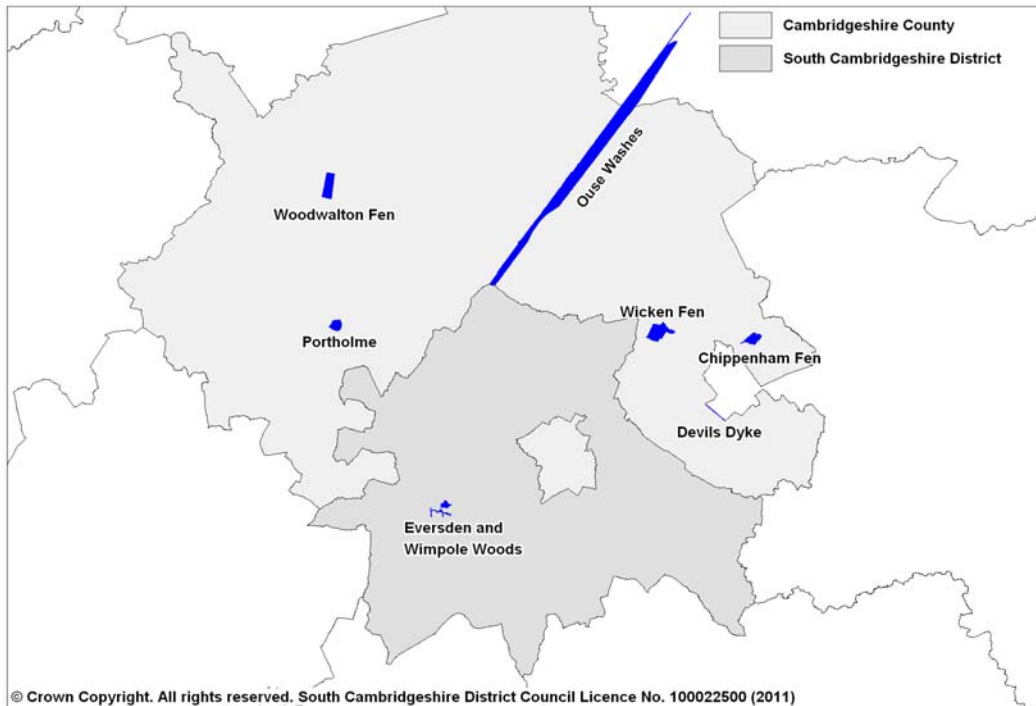 Cambridgeshire County
South Cambridgeshire District
Ouse Washes
Woodwalton Fen
Wicken Fen
Portholme
Chippenham Fen
Devils Dyke
Eversden and
Wimpole Woods
© Crown Copyright. All rights reserved. South Cambridgeshire District Council Licence No. 100022500 (2011)